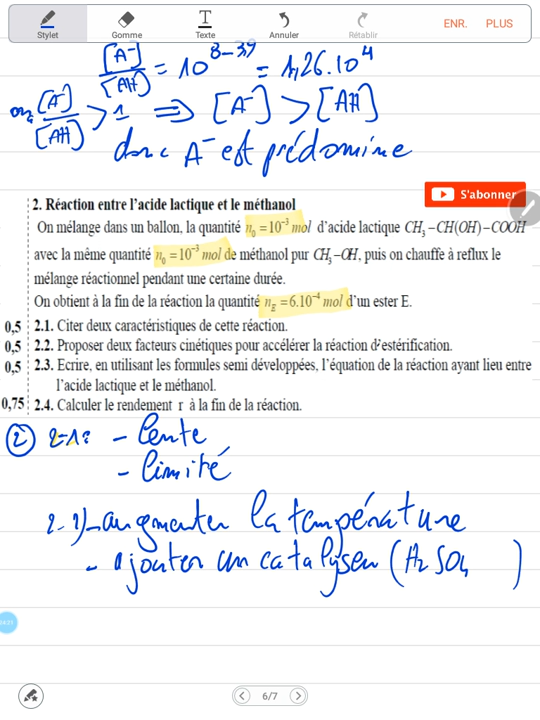 Stylet Gomme Texte Annuler Rétablir ENR. PLUS
[A⁻]/[AH] = 10^8-3,9 = 1,26.10⁴
or [A⁻]/[AH] > 1 ⇒ [A⁻] > [AH]
donc A⁻ est prédomine
S'abonner
2. Réaction entre l'acide lactique et le méthanol
On mélange dans un ballon, la quantité n₀ = 10⁻³ mol d'acide lactique CH₃ – CH(OH) – COOH
avec la même quantité n₀ = 10⁻³ mol de méthanol pur CH₃ – OH, puis on chauffe à reflux le
mélange réactionnel pendant une certaine durée.
On obtient à la fin de la réaction la quantité n_E = 6.10⁻⁴ mol d'un ester E.
0,5 2.1. Citer deux caractéristiques de cette réaction.
0,5 2.2. Proposer deux facteurs cinétiques pour accélérer la réaction d'estérification.
0,5 2.3. Ecrire, en utilisant les formules semi développées, l'équation de la réaction ayant lieu entre
l'acide lactique et le méthanol.
0,75 2.4. Calculer le rendement r à la fin de la réaction.
② 2-1: - lente
- limité
2-2) - augmenter la température
- ajouter un catalyseu (H₂SO₄ )
6/7